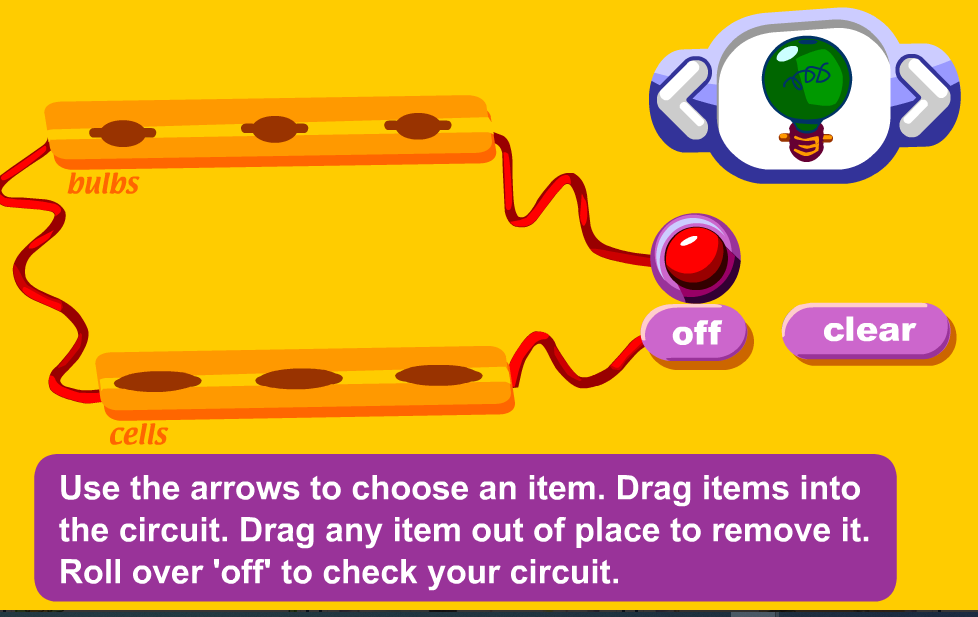 bulbs
off
clear
cells
Use the arrows to choose an item. Drag items into
the circuit. Drag any item out of place to remove it.
Roll over 'off' to check your circuit.